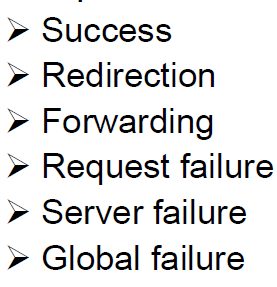 ➢ Success
➢ Redirection
➢ Forwarding
➢ Request failure
➢ Server failure
➢ Global failure